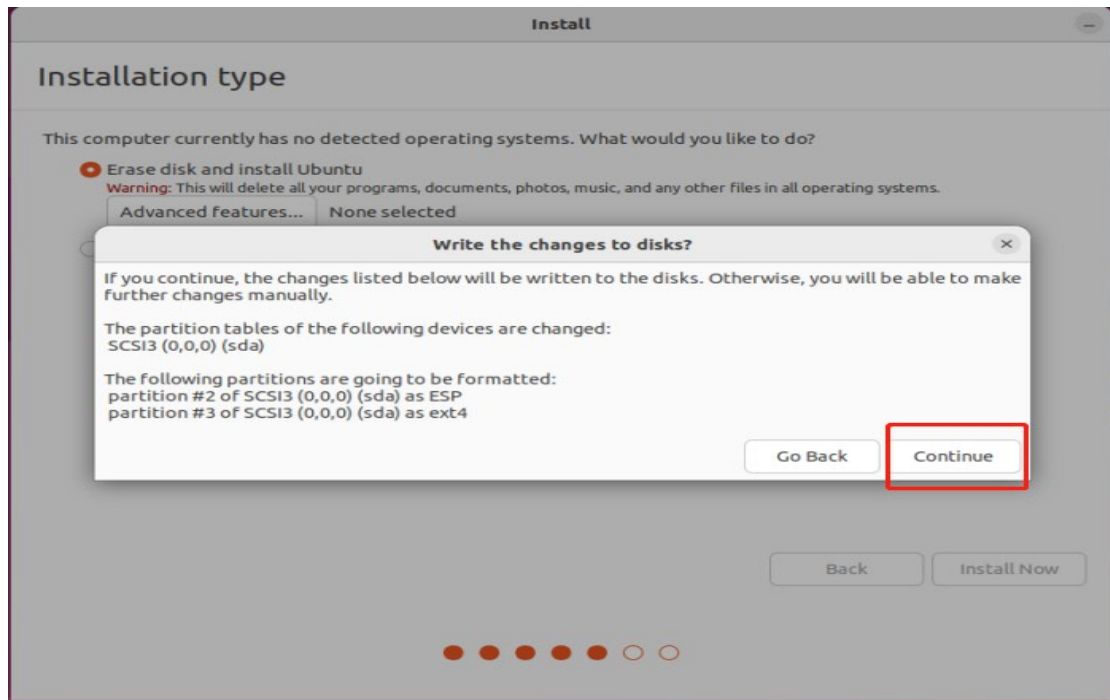 Install
Installation type
This computer currently has no detected operating systems. What would you like to do?
Erase disk and install Ubuntu
Warning: This will delete all your programs, documents, photos, music, and any other files in all operating systems.
Advanced features... None selected
Write the changes to disks?
If you continue, the changes listed below will be written to the disks. Otherwise, you will be able to make
further changes manually.
The partition tables of the following devices are changed:
SCSI3 (0,0,0) (sda)
The following partitions are going to be formatted:
partition #2 of SCSI3 (0,0,0) (sda) as ESP
partition #3 of SCSI3 (0,0,0) (sda) as ext4
Go Back Continue
Back Install Now